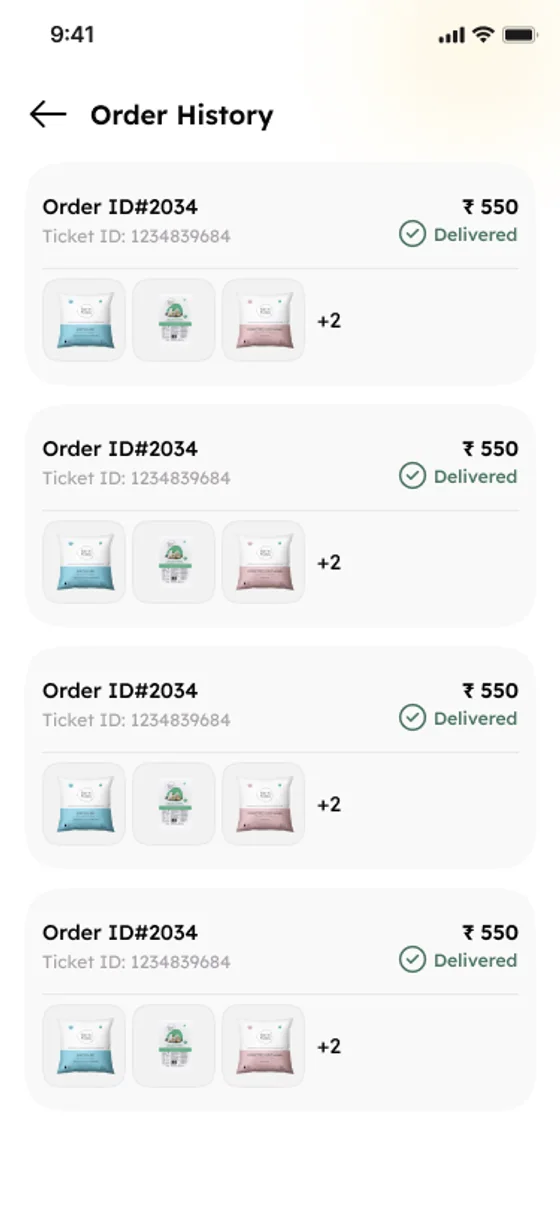 9:41
Order History
Order ID#2034
₹ 550
Ticket ID: 1234839684
Delivered
+2
Order ID#2034
₹ 550
Ticket ID: 1234839684
Delivered
+2
Order ID#2034
₹ 550
Ticket ID: 1234839684
Delivered
+2
Order ID#2034
₹ 550
Ticket ID: 1234839684
Delivered
+2